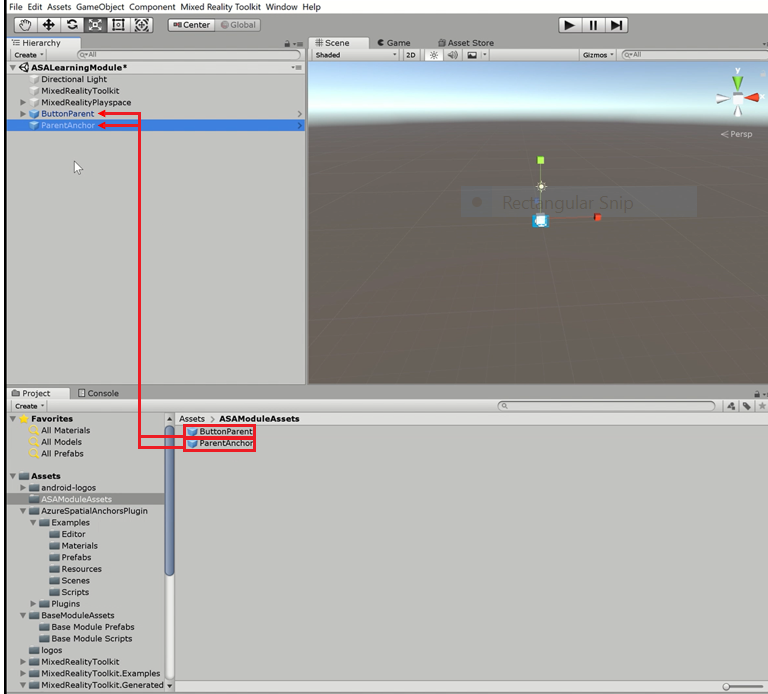 File Edit Assets GameObject Component Mixed Reality Toolkit Window Help
Center Global
Hierarchy
Create All
ASALearningModule*
Directional Light
MixedRealityToolkit
MixedRealityPlayspace
ButtonParent
ParentAnchor
Scene Game Asset Store
Shaded 2D Gizmos All
y
Persp
Rectangular Snip
Project Console
Create
Favorites
All Materials
All Models
All Prefabs
Assets
android-logos
ASAModuleAssets
AzureSpatialAnchorsPlugin
Examples
Editor
Materials
Prefabs
Resources
Scenes
Scripts
Plugins
BaseModuleAssets
Base Module Prefabs
Base Module Scripts
logos
MixedRealityToolkit
MixedRealityToolkit.Examples
MixedRealityToolkit.Generated
Assets > ASAModuleAssets
ButtonParent
ParentAnchor